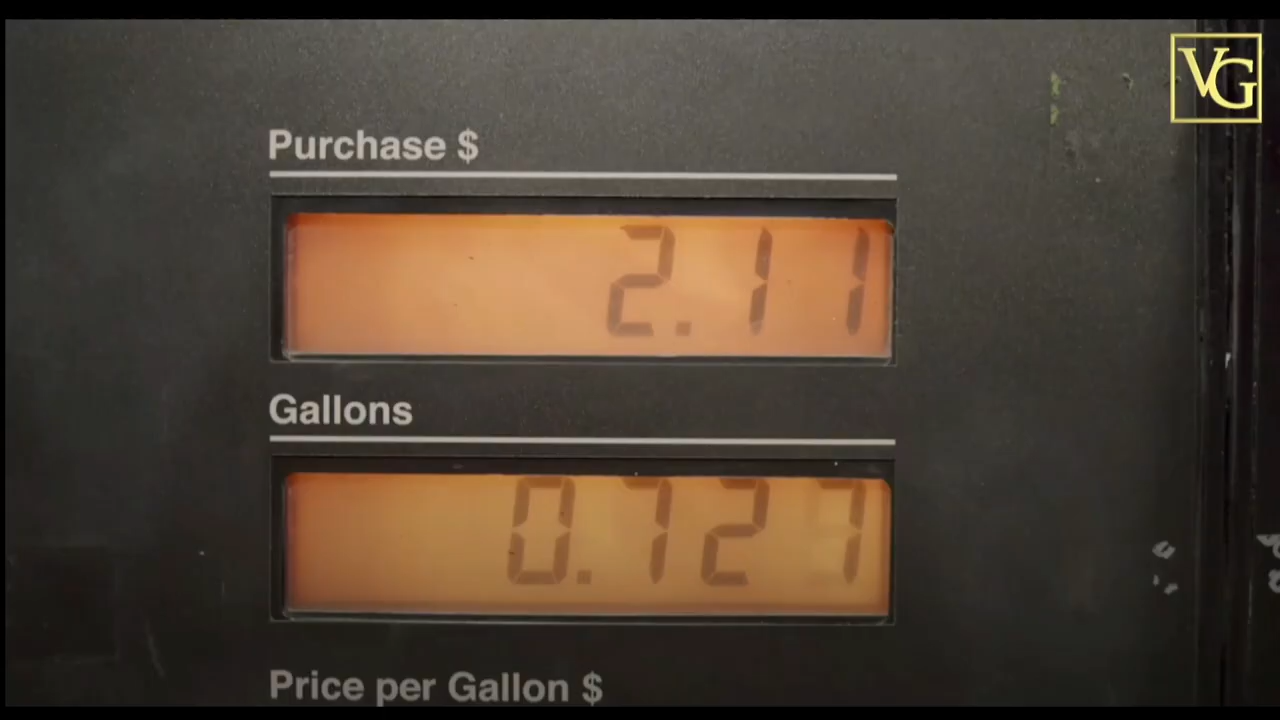 VG
Purchase $
2.11
Gallons
0.727
Price per Gallon $